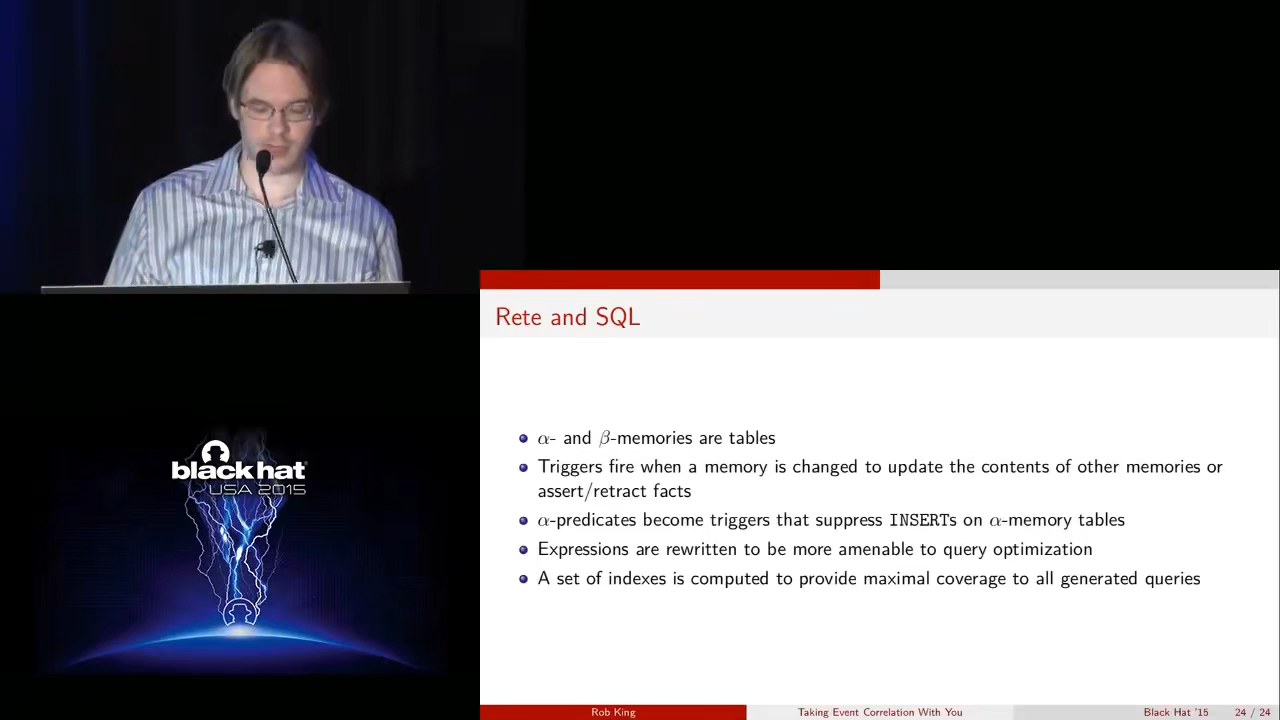 Rete and SQL
α- and β-memories are tables
Triggers fire when a memory is changed to update the contents of other memories or
assert/retract facts
α-predicates become triggers that suppress INSERTs on α-memory tables
Expressions are rewritten to be more amenable to query optimization
A set of indexes is computed to provide maximal coverage to all generated queries
black hat®
USA 2015
Rob King
Taking Event Correlation With You
Black Hat '15
24 / 24